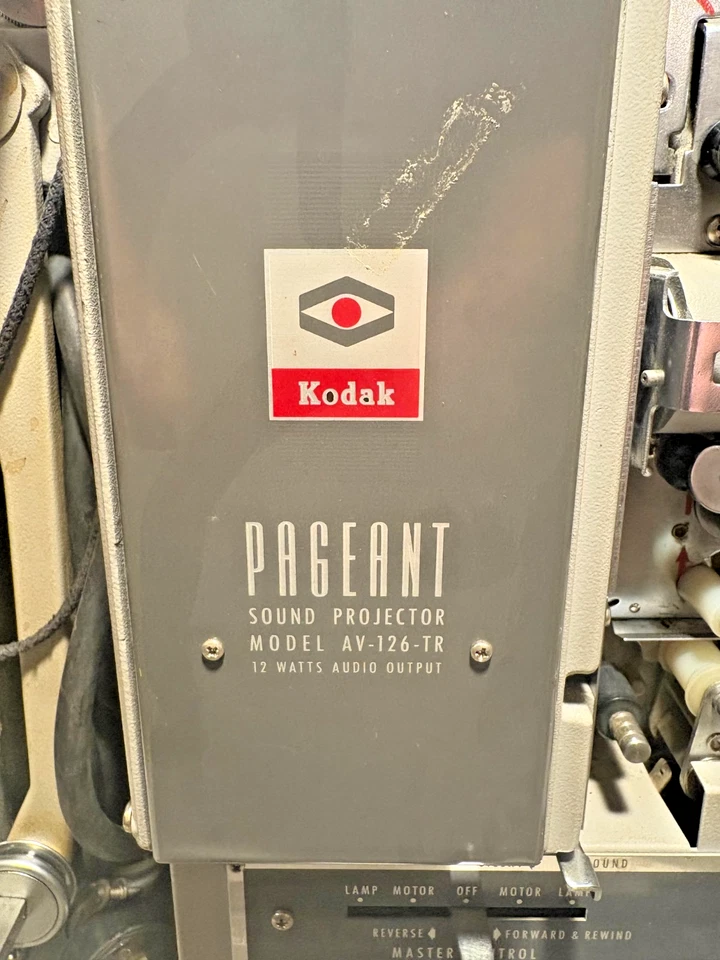 Kodak
PAGEANT
SOUND PROJECTOR
MODEL AV-126-TR
12 WATTS AUDIO OUTPUT
LAMP MOTOR OFF MOTOR
REVERSE FORWARD & REWIND
MASTER